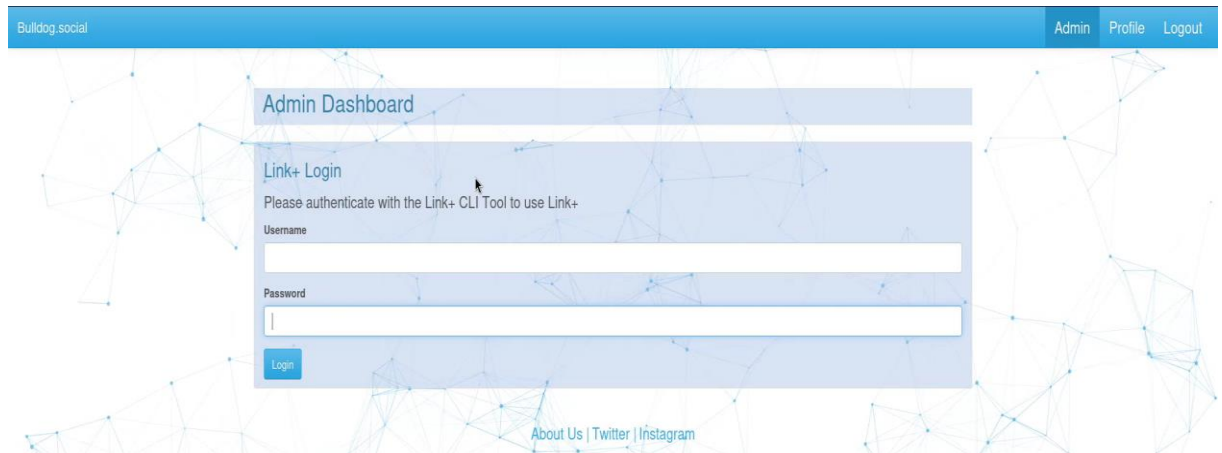 Bulldog.social Admin Profile Logout
Admin Dashboard
Link+ Login
Please authenticate with the Link+ CLI Tool to use Link+
Username
Password
Login
About Us | Twitter | Instagram